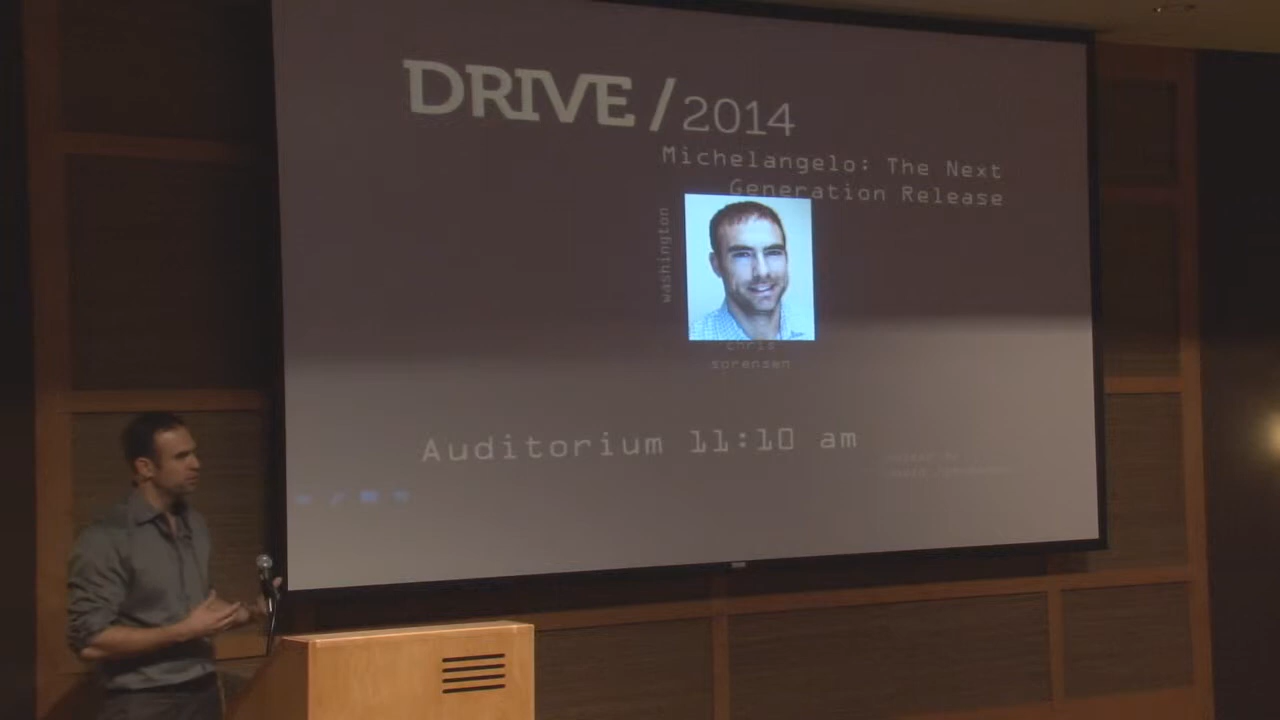 DRIVE / 2014
Michelangelo: The Next
Generation Release
washington
chris
sorensen
Auditorium 11:10 am